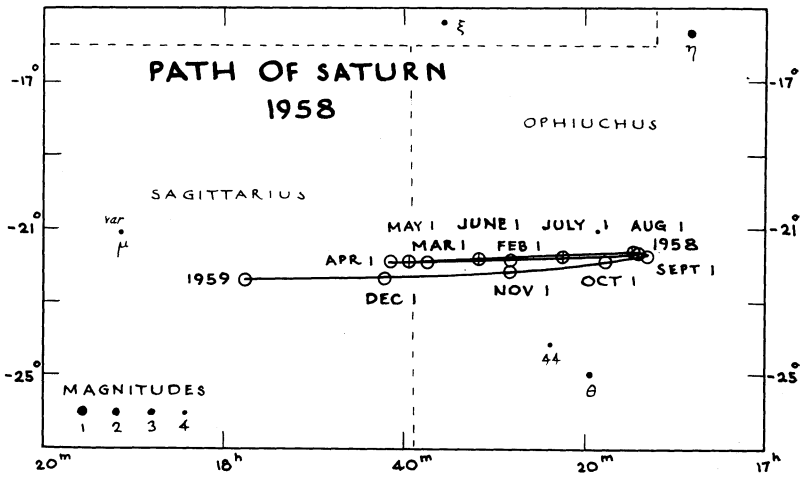 ξ
η
-17°
-17°
PATH OF SATURN
1958
OPHIUCHUS
SAGITTARIUS
var
μ
-21°
-21°
MAY 1 JUNE 1 JULY 1 AUG 1
APR 1 MAR 1 FEB 1 1958
1959 SEPT 1
DEC 1 NOV 1 OCT 1
44
θ
-25°
-25°
MAGNITUDES
1 2 3 4
20m 18h 40m 20m 17h